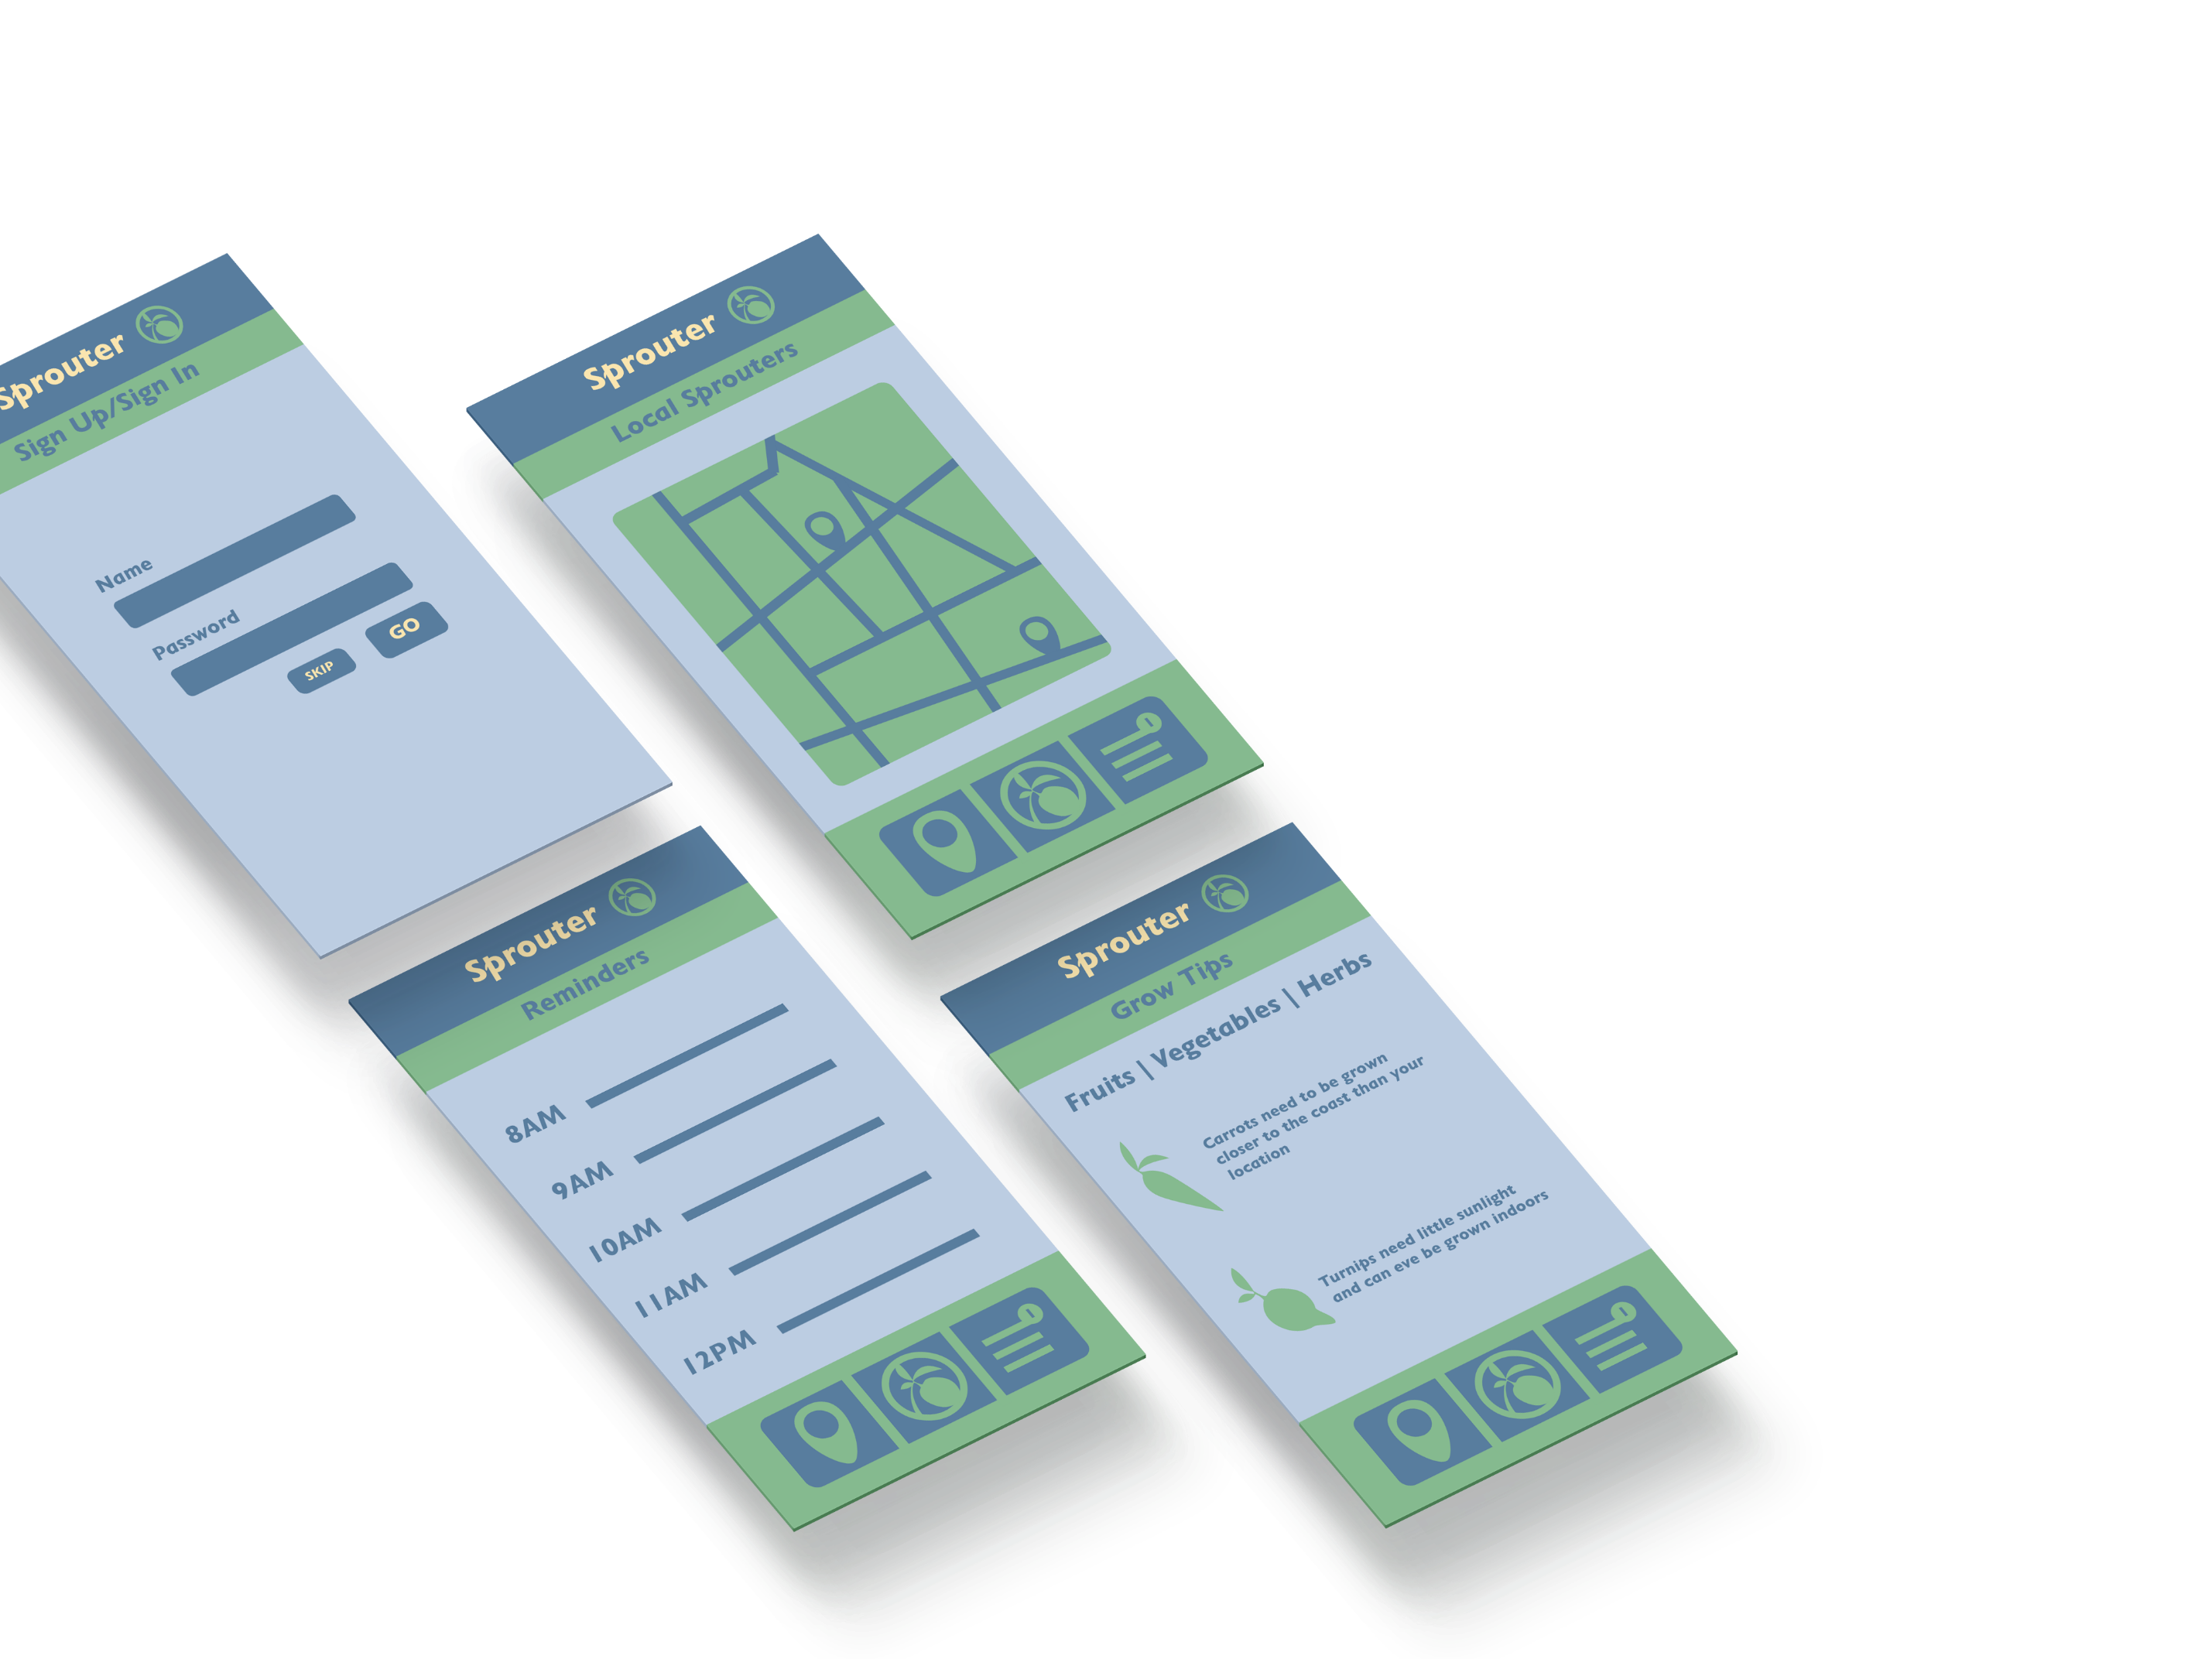 Sprouter
Sign Up/Sign In
Name
Password
SKIP
GO
Sprouter
Local Sprouters
Sprouter
Reminders
8AM
9AM
10AM
11AM
12PM
Sprouter
Grow Tips
Fruits | Vegetables | Herbs
Carrots need to be grown
closer to the coast than your
location
Turnips need little sunlight
and can eve be grown indoors